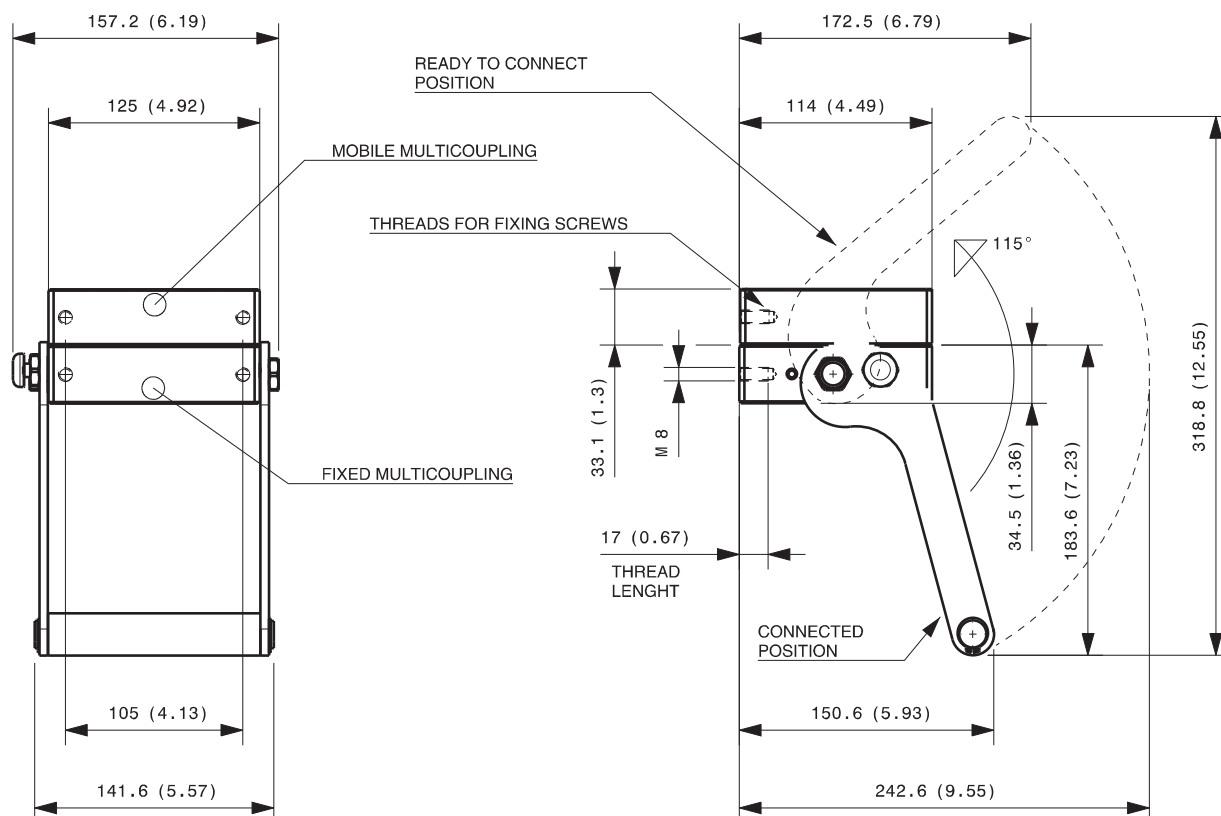 157.2 (6.19)
172.5 (6.79)
READY TO CONNECT
POSITION
125 (4.92)
114 (4.49)
MOBILE MULTICOUPLING
THREADS FOR FIXING SCREWS
115°
33.1 (1.3)
M 8
34.5 (1.36)
183.6 (7.23)
318.8 (12.55)
FIXED MULTICOUPLING
17 (0.67)
THREAD
LENGHT
CONNECTED
POSITION
105 (4.13)
150.6 (5.93)
141.6 (5.57)
242.6 (9.55)